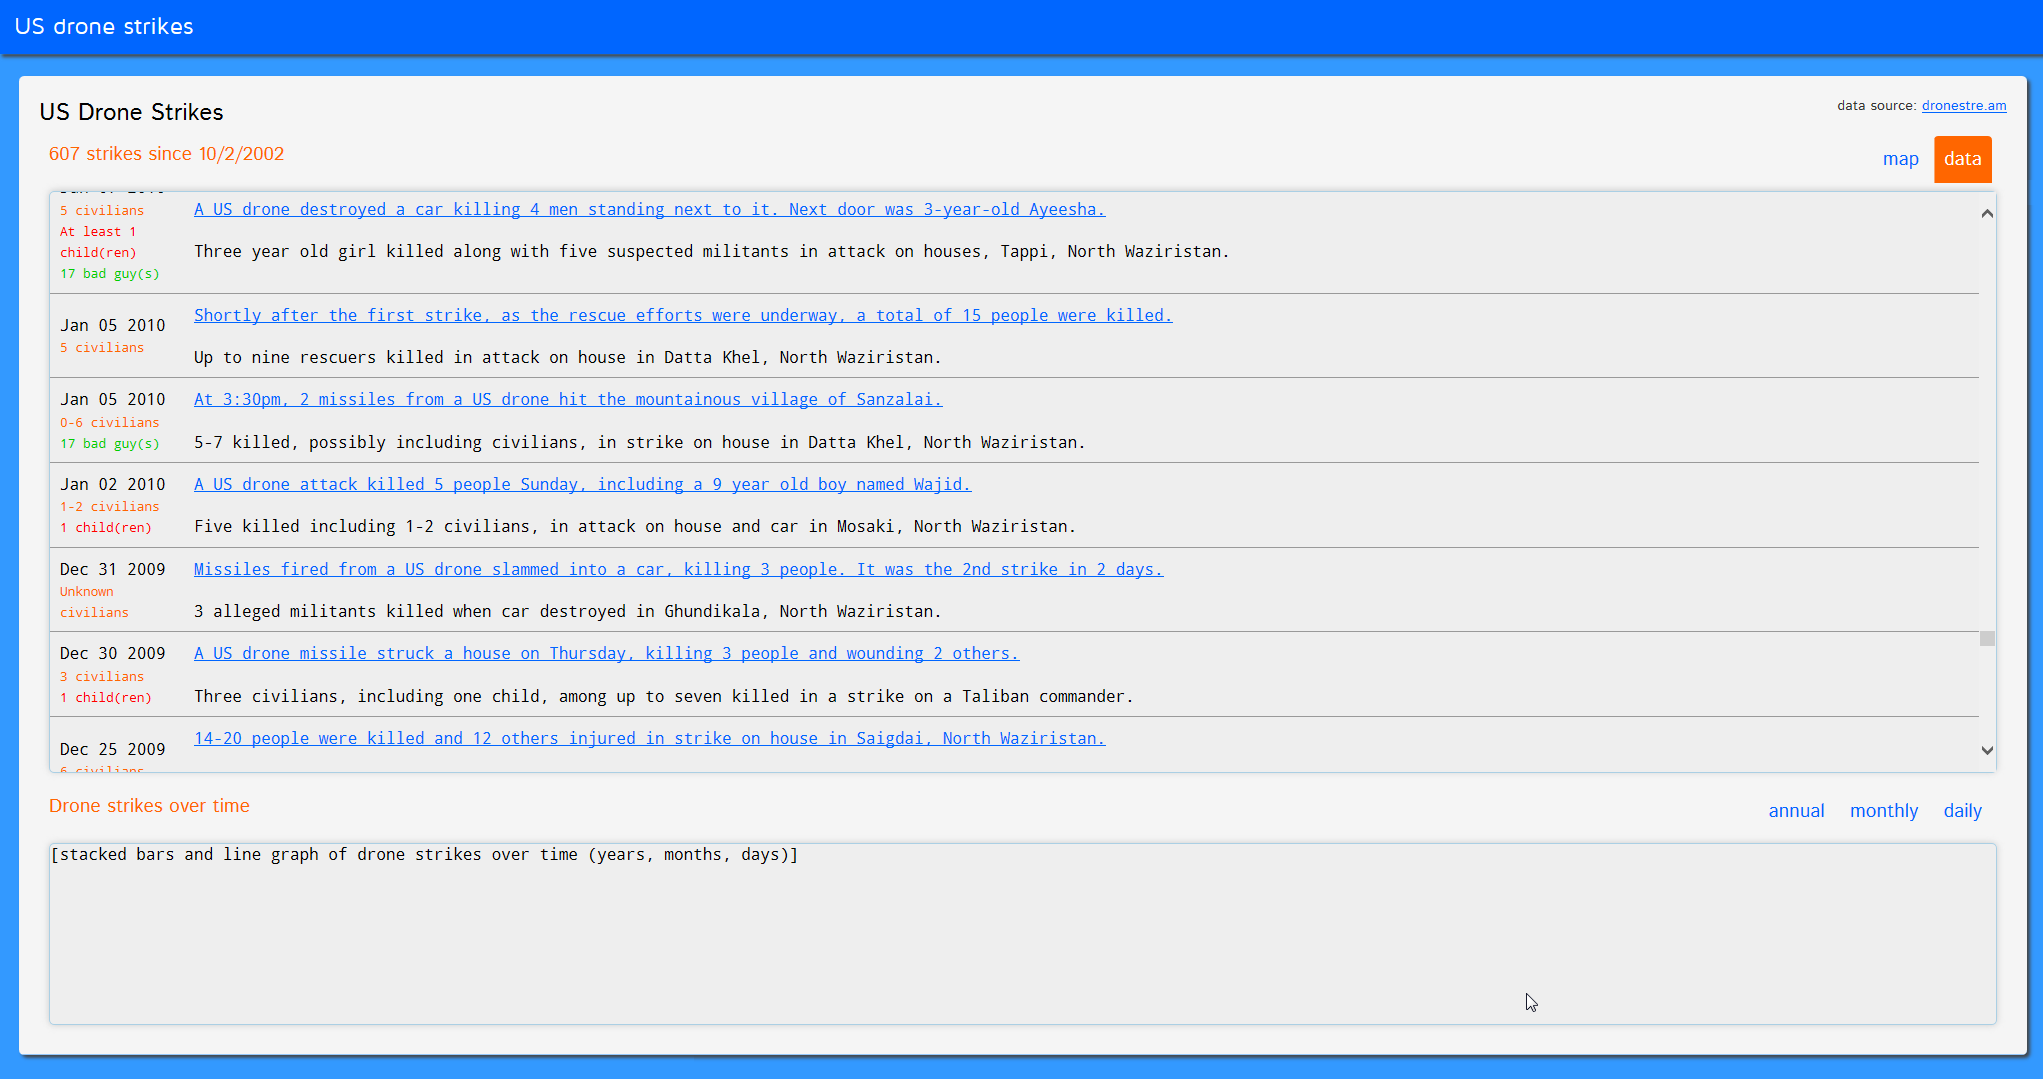 US drone strikes
US Drone Strikes
data source: dronestre.am
607 strikes since 10/2/2002
map
data
5 civilians
At least 1
child(ren)
17 bad guy(s)
A US drone destroyed a car killing 4 men standing next to it. Next door was 3-year-old Ayeesha.
Three year old girl killed along with five suspected militants in attack on houses, Tappi, North Waziristan.
Jan 05 2010
5 civilians
Shortly after the first strike, as the rescue efforts were underway, a total of 15 people were killed.
Up to nine rescuers killed in attack on house in Datta Khel, North Waziristan.
Jan 05 2010
0-6 civilians
17 bad guy(s)
At 3:30pm, 2 missiles from a US drone hit the mountainous village of Sanzalai.
5-7 killed, possibly including civilians, in strike on house in Datta Khel, North Waziristan.
Jan 02 2010
1-2 civilians
1 child(ren)
A US drone attack killed 5 people Sunday, including a 9 year old boy named Wajid.
Five killed including 1-2 civilians, in attack on house and car in Mosaki, North Waziristan.
Dec 31 2009
Unknown
civilians
Missiles fired from a US drone slammed into a car, killing 3 people. It was the 2nd strike in 2 days.
3 alleged militants killed when car destroyed in Ghundikala, North Waziristan.
Dec 30 2009
3 civilians
1 child(ren)
A US drone missile struck a house on Thursday, killing 3 people and wounding 2 others.
Three civilians, including one child, among up to seven killed in a strike on a Taliban commander.
Dec 25 2009
6 civilians
14-20 people were killed and 12 others injured in strike on house in Saigdai, North Waziristan.
Drone strikes over time
annual
monthly
daily
[stacked bars and line graph of drone strikes over time (years, months, days)]